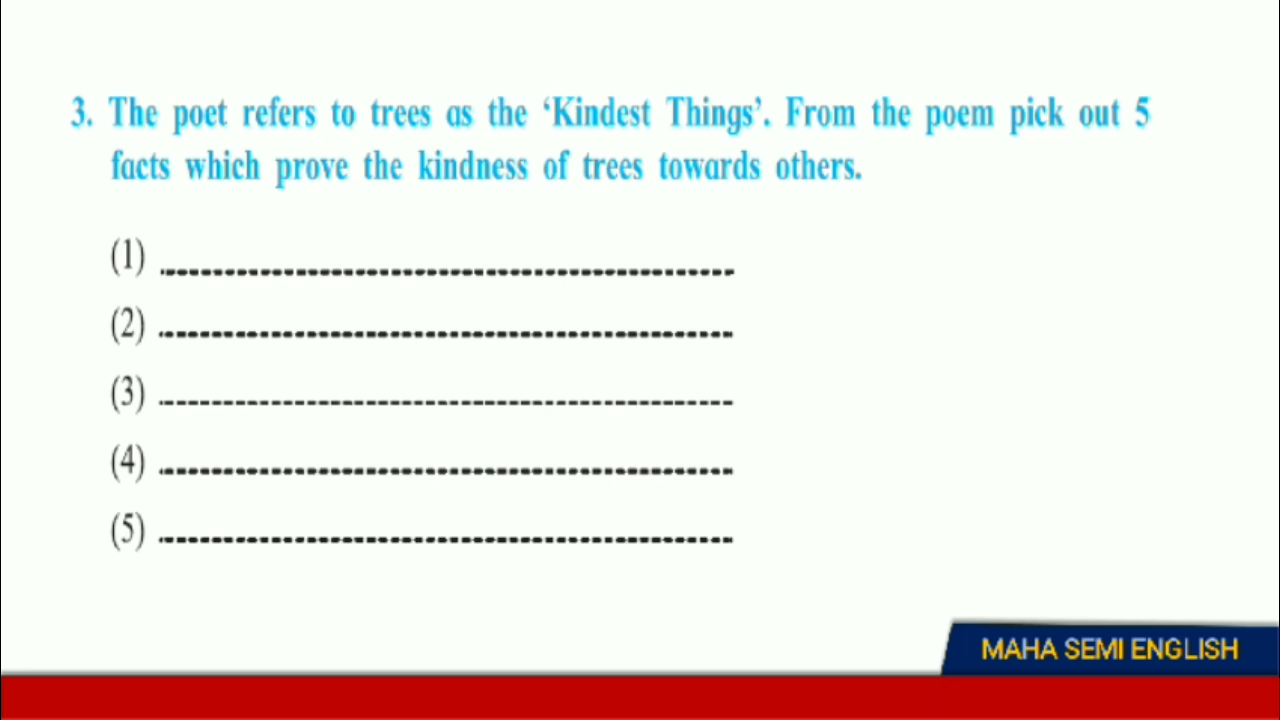 3. The poet refers to trees as the ‘Kindest Things’. From the poem pick out 5
facts which prove the kindness of trees towards others.
(1) ------------------------------------------------
(2) ------------------------------------------------
(3) ------------------------------------------------
(4) ------------------------------------------------
(5) ------------------------------------------------
MAHA SEMI ENGLISH